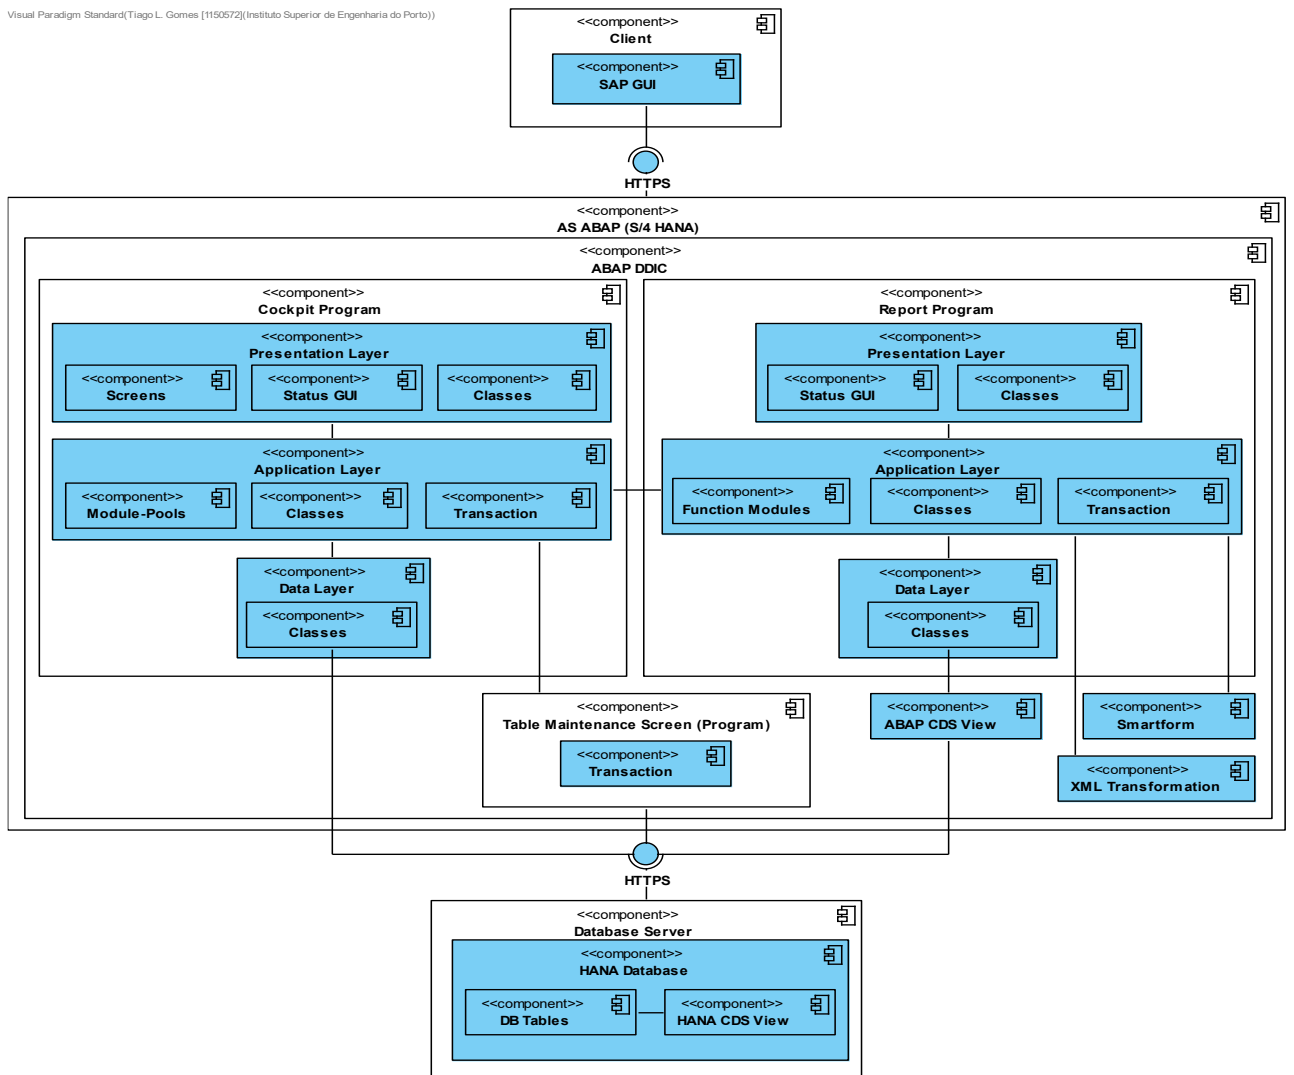 Visual Paradigm Standard(Tiago L. Gomes [1150572](Instituto Superior de Engenharia do Porto))
<<component>>
Client
<<component>>
SAP GUI
HTTPS
<<component>>
AS ABAP (S/4 HANA)
<<component>>
ABAP DDIC
<<component>>
Cockpit Program
<<component>>
Presentation Layer
<<component>>
Screens
<<component>>
Status GUI
<<component>>
Classes
<<component>>
Application Layer
<<component>>
Module-Pools
<<component>>
Classes
<<component>>
Transaction
<<component>>
Data Layer
<<component>>
Classes
<<component>>
Report Program
<<component>>
Presentation Layer
<<component>>
Status GUI
<<component>>
Classes
<<component>>
Application Layer
<<component>>
Function Modules
<<component>>
Classes
<<component>>
Transaction
<<component>>
Data Layer
<<component>>
Classes
<<component>>
Table Maintenance Screen (Program)
<<component>>
Transaction
<<component>>
ABAP CDS View
<<component>>
Smartform
<<component>>
XML Transformation
HTTPS
<<component>>
Database Server
<<component>>
HANA Database
<<component>>
DB Tables
<<component>>
HANA CDS View